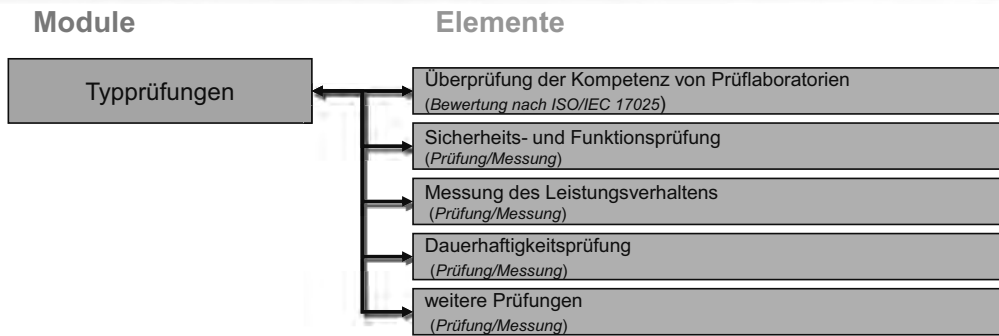 Module
Elemente
Typprüfungen
Überprüfung der Kompetenz von Prüflaboratorien
(Bewertung nach ISO/IEC 17025)
Sicherheits- und Funktionsprüfung
(Prüfung/Messung)
Messung des Leistungsverhaltens
(Prüfung/Messung)
Dauerhaftigkeitsprüfung
(Prüfung/Messung)
weitere Prüfungen
(Prüfung/Messung)